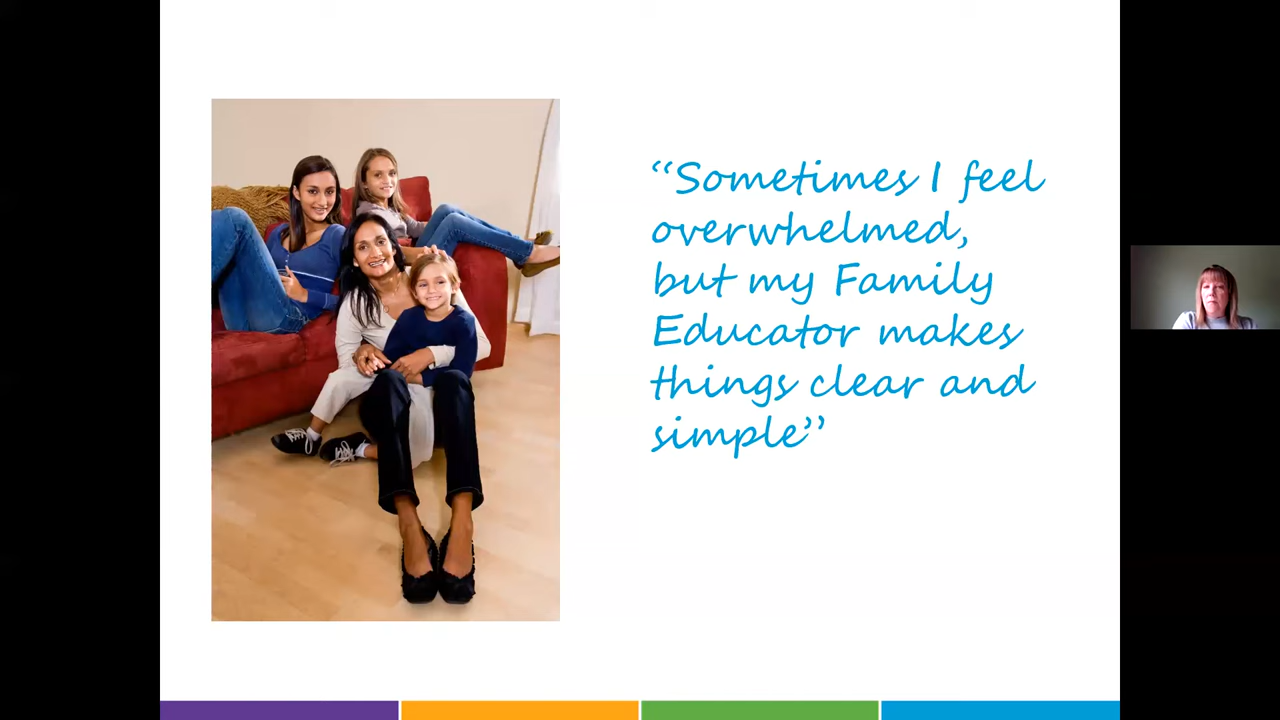 “Sometimes I feel
overwhelmed,
but my Family
Educator makes
things clear and
simple”